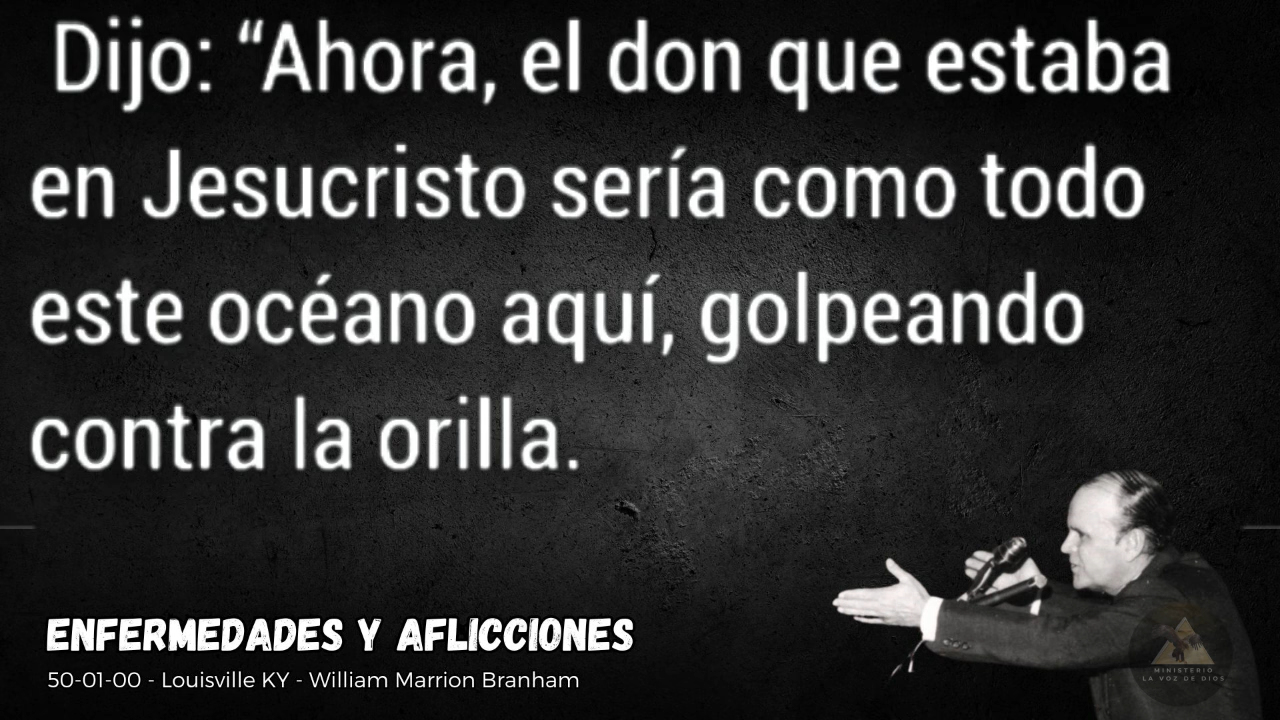 Dijo: “Ahora, el don que estaba
en Jesucristo sería como todo
este océano aquí, golpeando
contra la orilla.
ENFERMEDADES Y AFLICCIONES
50-01-00 - Louisville KY - William Marrion Branham
MINISTERIO
LA VOZ DE DIOS